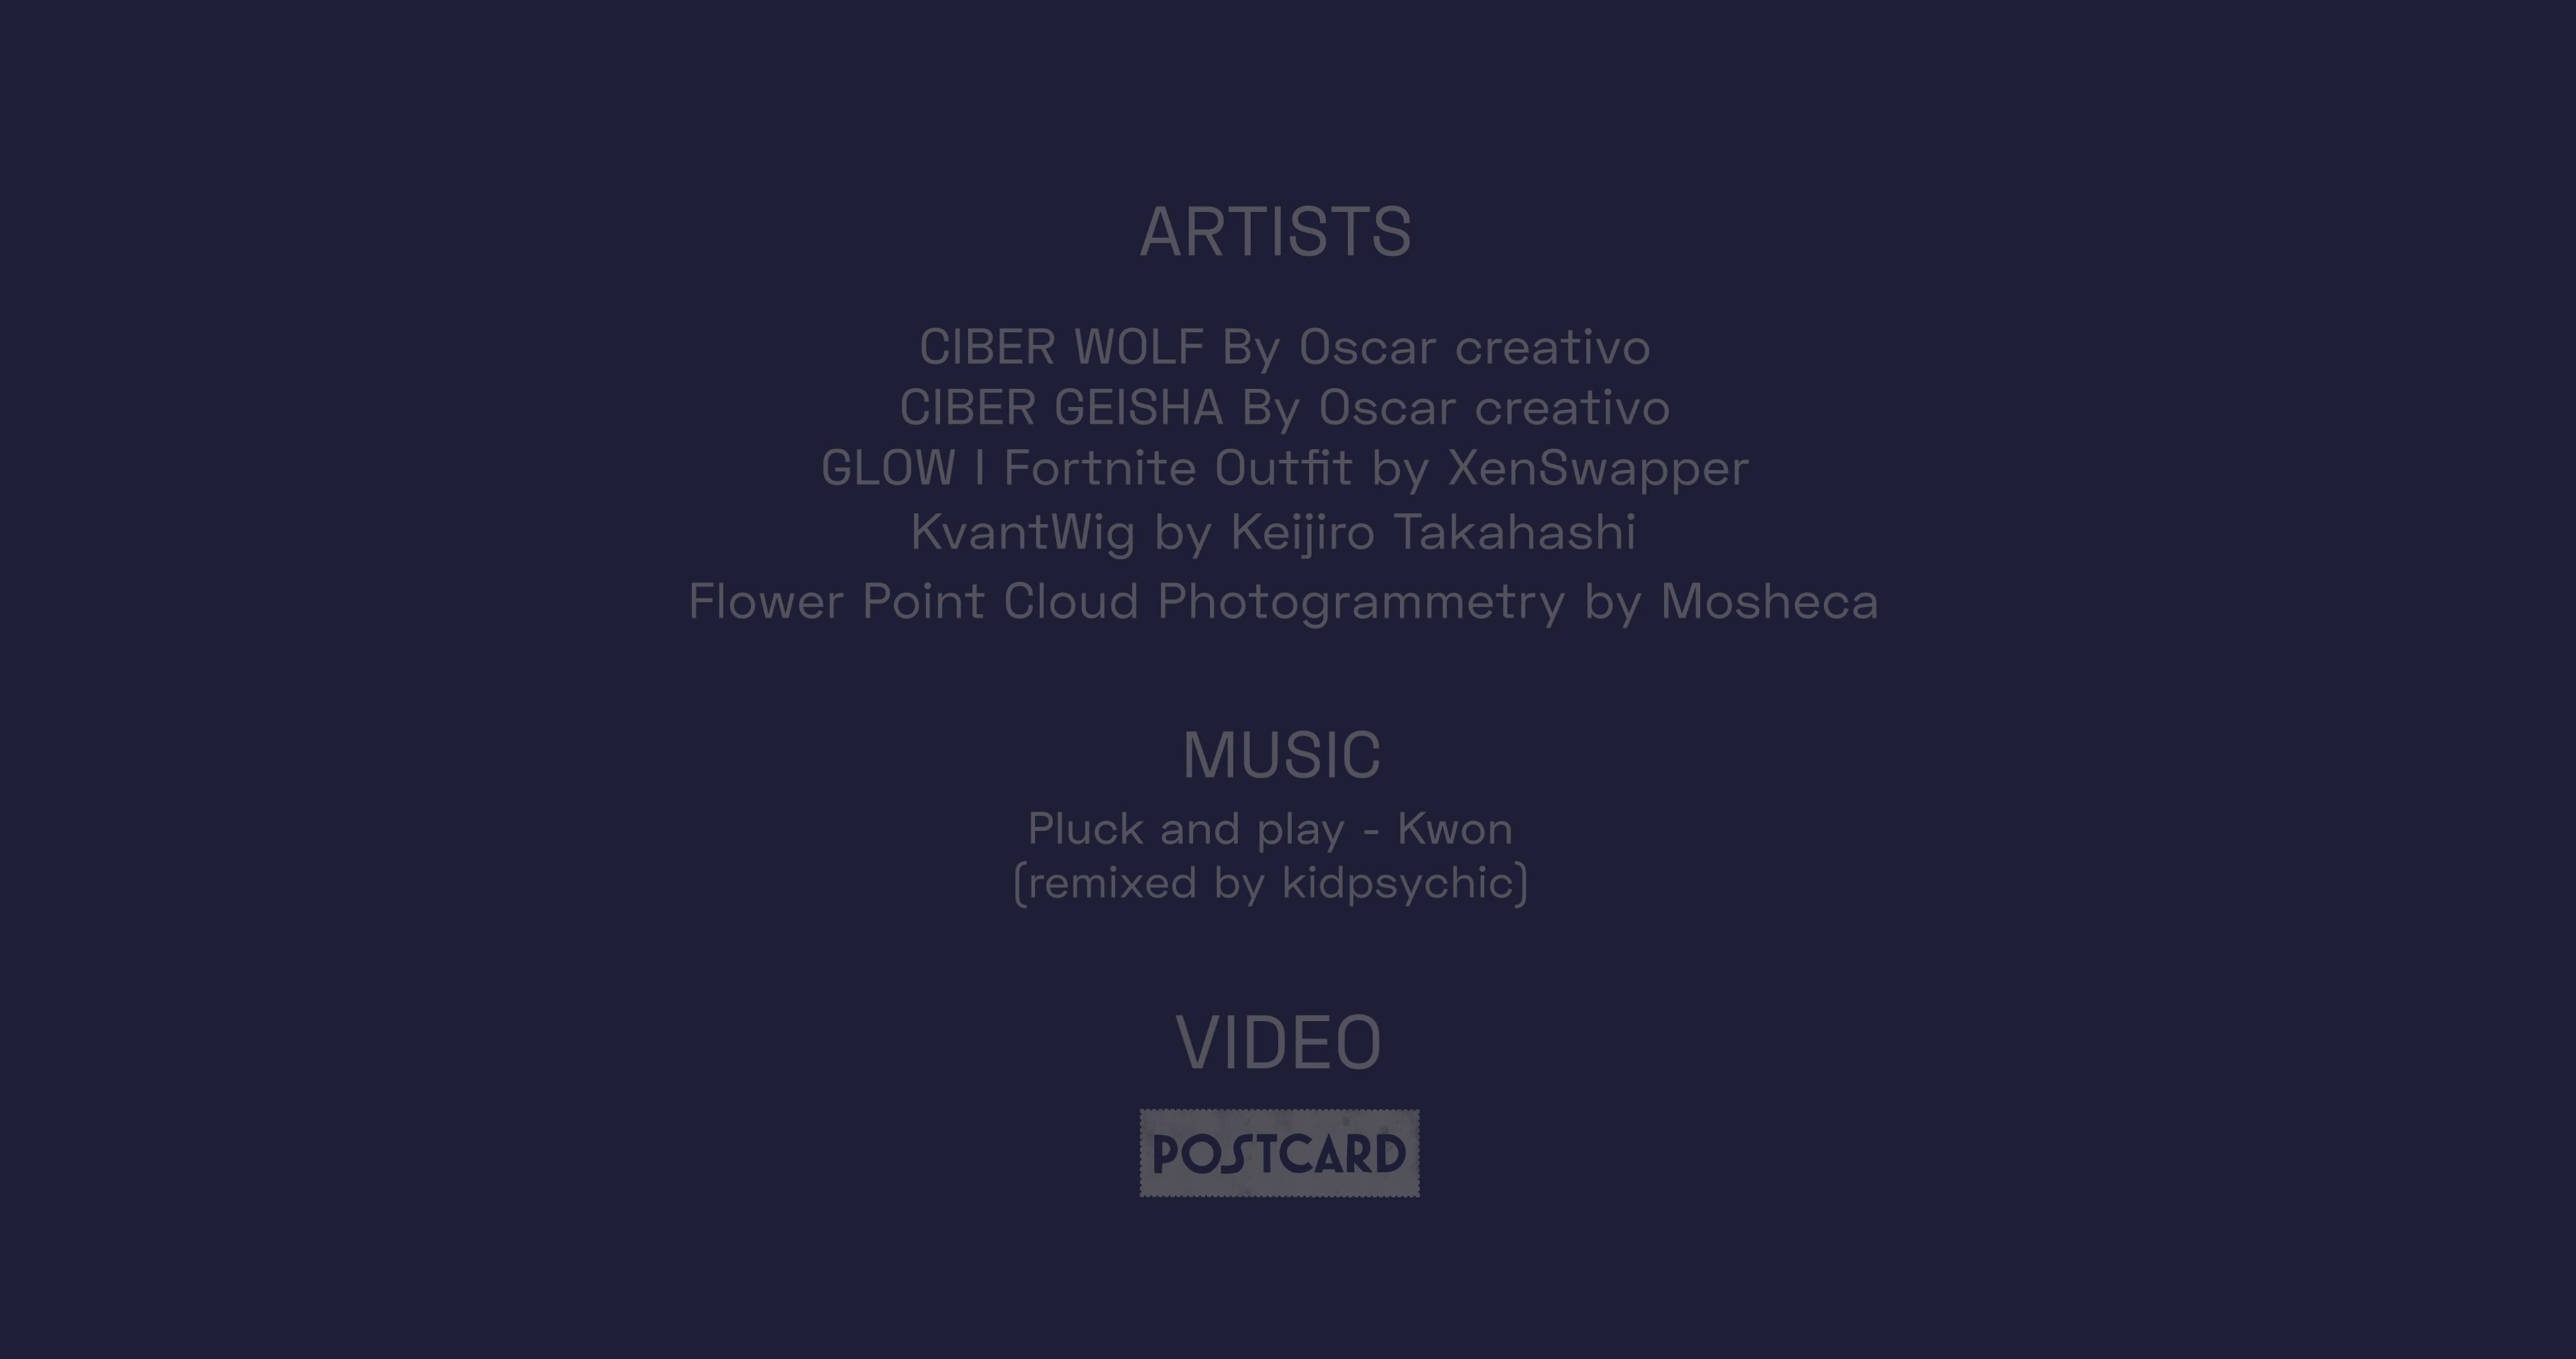 ARTISTS
CIBER WOLF By Oscar creativo
CIBER GEISHA By Oscar creativo
GLOW | Fortnite Outfit by XenSwapper
KvantWig by Keijiro Takahashi
Flower Point Cloud Photogrammetry by Mosheca
MUSIC
Pluck and play - Kwon
(remixed by kidpsychic)
VIDEO
POSTCARD